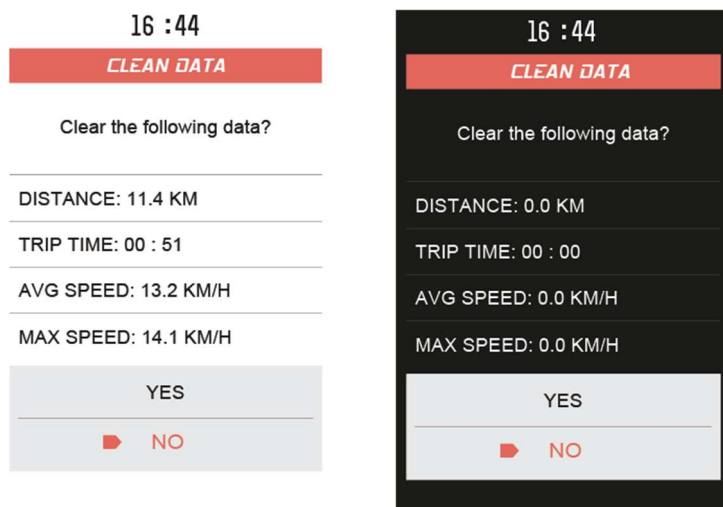 16 :44
CLEAN DATA
Clear the following data?
DISTANCE: 11.4 KM
TRIP TIME: 00 : 51
AVG SPEED: 13.2 KM/H
MAX SPEED: 14.1 KM/H
YES
NO
16 :44
CLEAN DATA
Clear the following data?
DISTANCE: 0.0 KM
TRIP TIME: 00 : 00
AVG SPEED: 0.0 KM/H
MAX SPEED: 0.0 KM/H
YES
NO